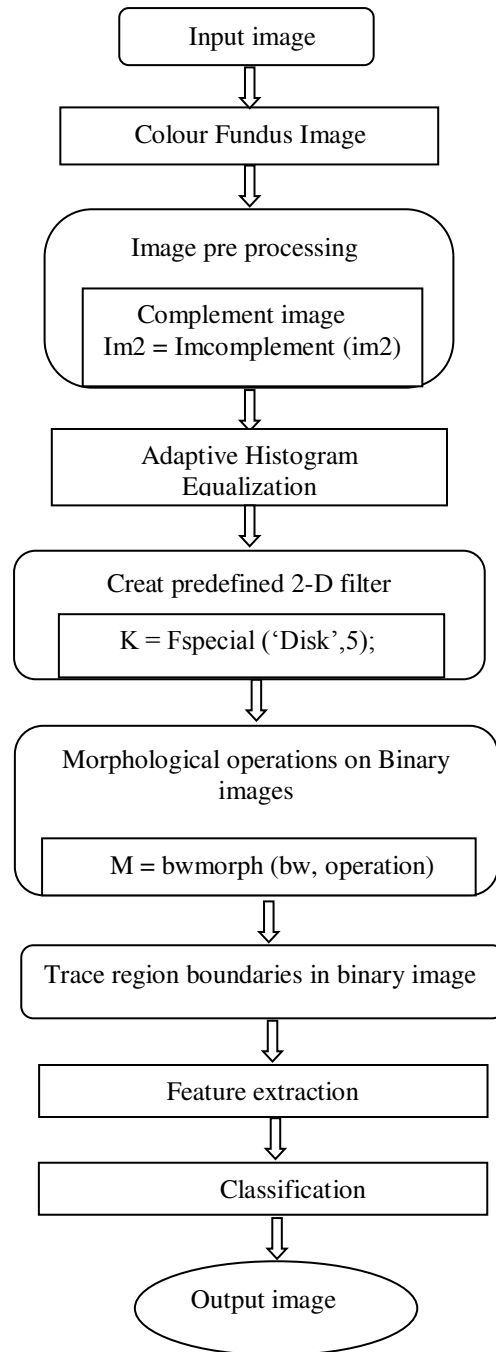 Input image
Colour Fundus Image
Image pre processing
Complement image
Im2 = Imcomplement (im2)
Adaptive Histogram
Equalization
Creat predefined 2-D filter
K = Fspecial (‘Disk’,5);
Morphological operations on Binary
images
M = bwmorph (bw, operation)
Trace region boundaries in binary image
Feature extraction
Classification
Output image